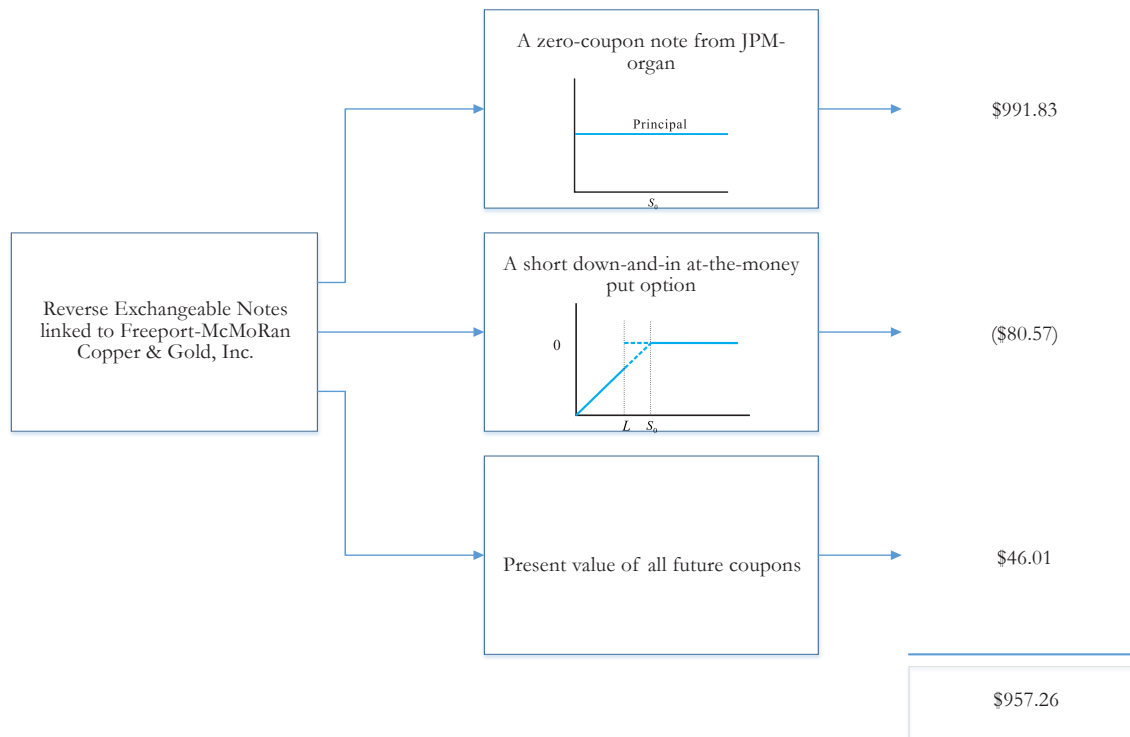 A zero-coupon note from JPM-
organ
Principal
S₀
$991.83
Reverse Exchangeable Notes
linked to Freeport-McMoRan
Copper & Gold, Inc.
A short down-and-in at-the-money
put option
0
L S₀
($80.57)
Present value of all future coupons
$46.01
$957.26